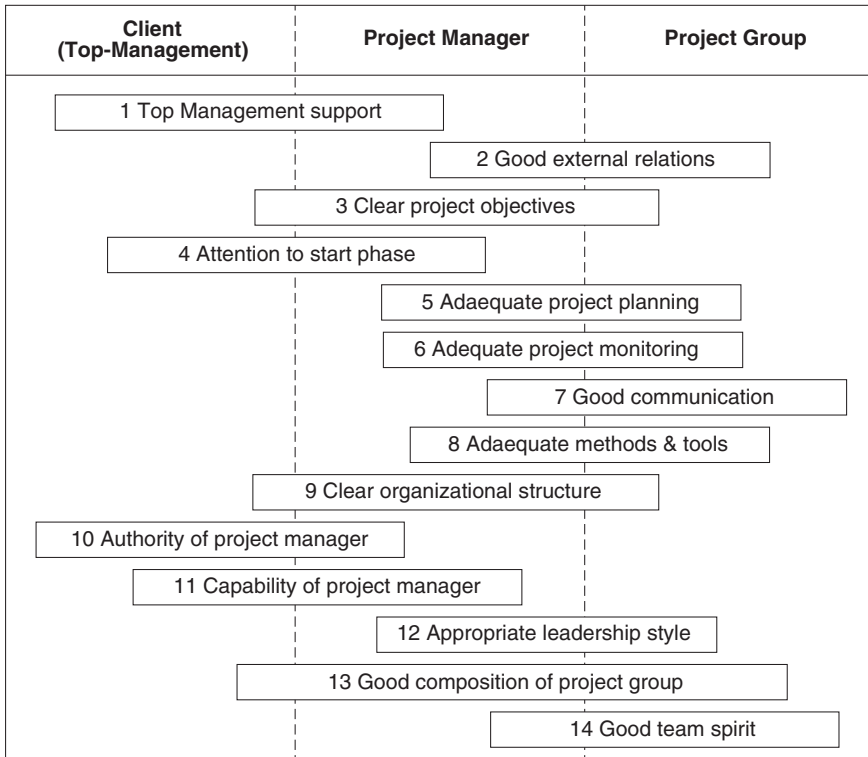 Client
(Top-Management)
Project Manager
Project Group
1 Top Management support
2 Good external relations
3 Clear project objectives
4 Attention to start phase
5 Adaequate project planning
6 Adequate project monitoring
7 Good communication
8 Adaequate methods & tools
9 Clear organizational structure
10 Authority of project manager
11 Capability of project manager
12 Appropriate leadership style
13 Good composition of project group
14 Good team spirit